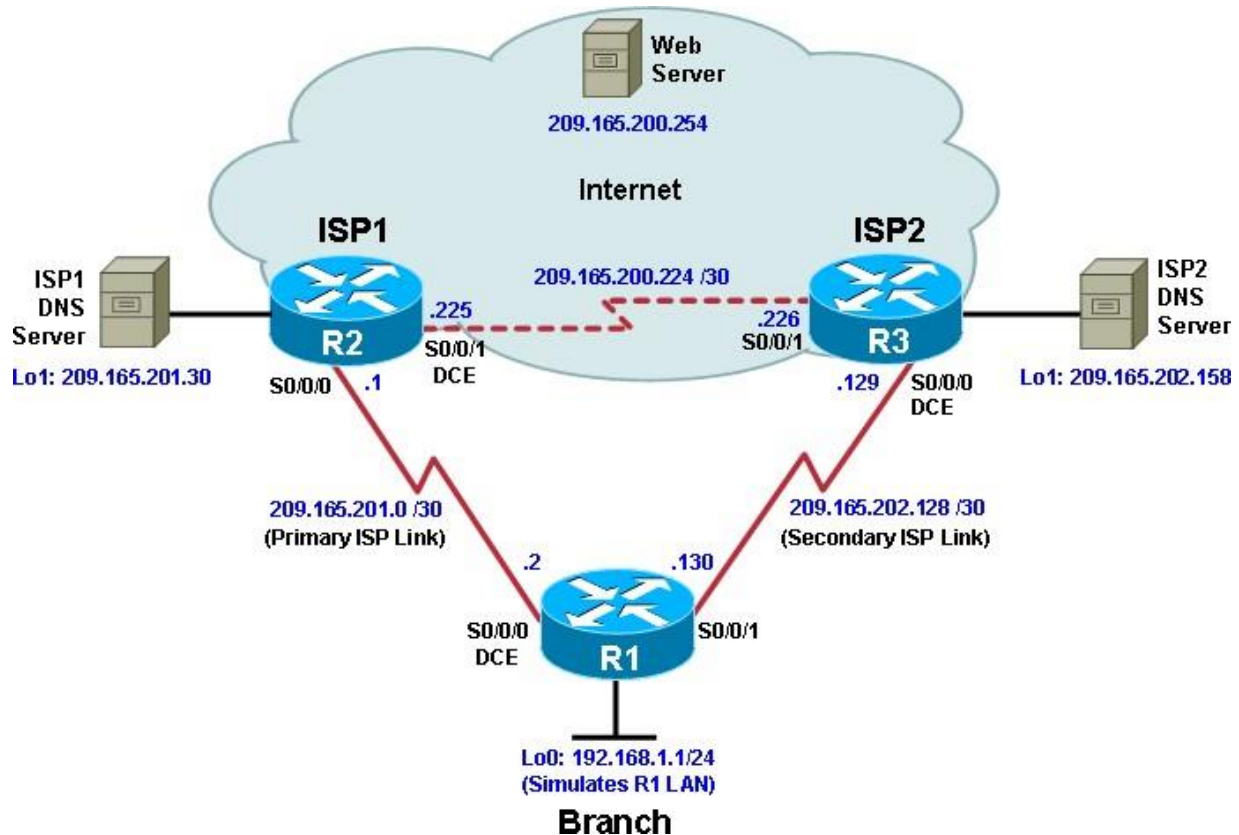 Web
Server
209.165.200.254
Internet
ISP1
ISP2
ISP1
DNS
Server
209.165.200.224 /30
ISP2
DNS
Server
.225
.226
R2
S0/0/1
DCE
S0/0/1
R3
Lo1: 209.165.201.30
S0/0/0
.1
.129
S0/0/0
DCE
Lo1: 209.165.202.158
209.165.201.0 /30
(Primary ISP Link)
209.165.202.128 /30
(Secondary ISP Link)
.2
.130
S0/0/0
DCE
R1
S0/0/1
Lo0: 192.168.1.1/24
(Simulates R1 LAN)
Branch